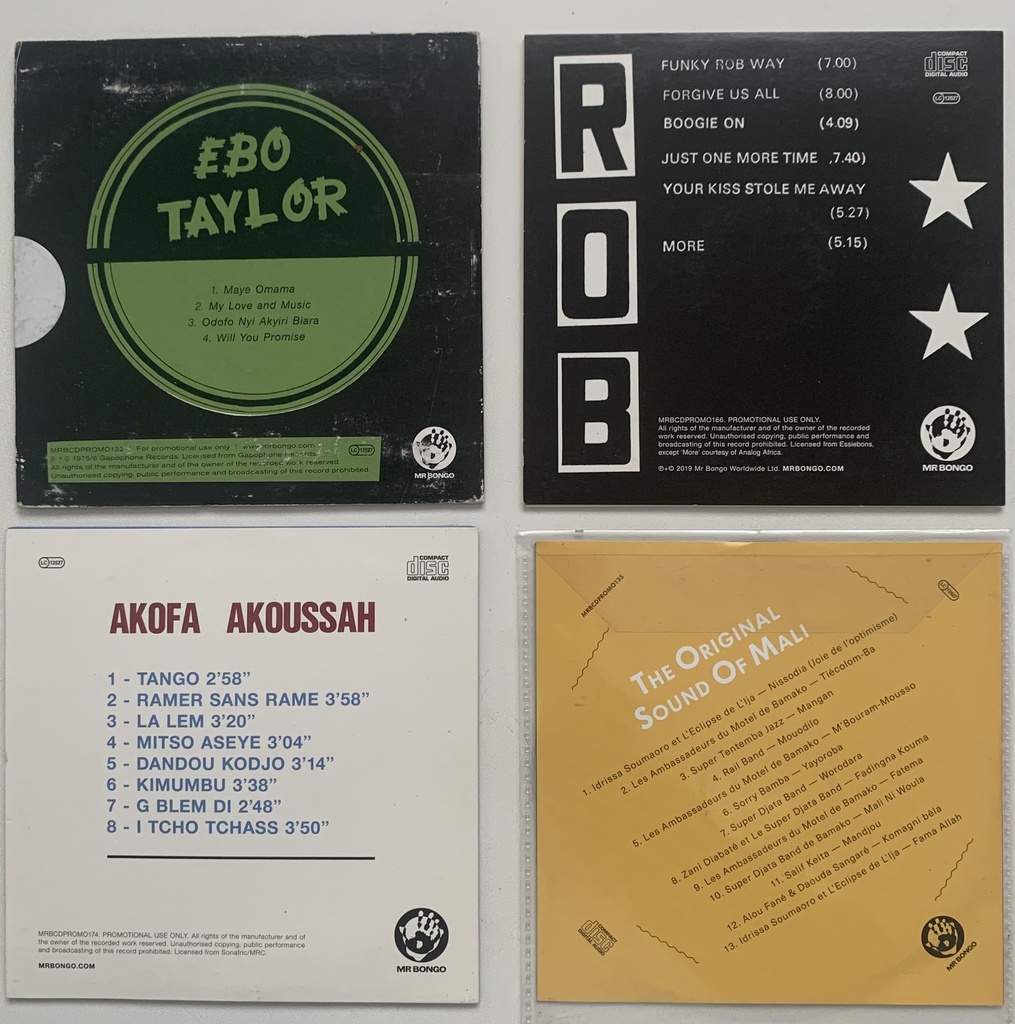 EBO
TAYLOR
1. Maye Omama
2. My Love and Music
3. Odofo Nyi Akyiri Biara
4. Will You Promise
MRBCDPROMO132 For promotional use only | www.mrbongo.com
℗ © 1975/6 Gapophone Records. Licensed from Gapophone Records.
All rights of the manufacturer and of the owner of the recorded work reserved.
Unauthorised copying, public performance and broadcasting of this record prohibited.
LC 12527
MR BONGO
R
O
B
FUNKY ROB WAY (7.00)
FORGIVE US ALL (8.00)
BOOGIE ON (4.09)
JUST ONE MORE TIME (7.40)
YOUR KISS STOLE ME AWAY
(5.27)
MORE (5.15)
COMPACT
disc
DIGITAL AUDIO
LC 12527
MRBCDPROMO166. PROMOTIONAL USE ONLY.
All rights of the manufacturer and of the owner of the recorded
work reserved. Unauthorised copying, public performance and
broadcasting of this record prohibited. Licensed from Essiebons,
except 'More' courtesy of Analog Africa.
℗+© 2019 Mr Bongo Worldwide Ltd. MRBONGO.COM
MR BONGO
LC 12527
COMPACT
disc
DIGITAL AUDIO
AKOFA AKOUSSAH
1 - TANGO 2'58"
2 - RAMER SANS RAME 3'58"
3 - LA LEM 3'20"
4 - MITSO ASEYE 3'04"
5 - DANDOU KODJO 3'14"
6 - KIMUMBU 3'38"
7 - G BLEM DI 2'48"
8 - I TCHO TCHASS 3'50"
MRBCDPROMO174. PROMOTIONAL USE ONLY. All rights of the manufacturer and of
the owner of the recorded work reserved. Unauthorised copying, public performance
and broadcasting of this record prohibited. Licensed from Sonafric/MRC.
MRBONGO.COM
MR BONGO
MRBCDPROMO135
THE ORIGINAL
SOUND OF MALI
1. Idrissa Soumaoro et L'Eclipse de L'Ija — Nissodia (Joie de l'optimisme)
2. Les Ambassadeurs du Motel de Bamako — Tiécolom-Ba
3. Super Tentemba Jazz — Mangan
4. Rail Band — Mouodilo
5. Les Ambassadeurs du Motel de Bamako — M'Bouram-Mousso
6. Sorry Bamba — Yayoroba
7. Super Djata Band — Worodara
8. Zani Diabaté et Le Super Djata Band — Fadingna Kouma
9. Les Ambassadeurs du Motel de Bamako — Fatema
10. Super Djata Band de Bamako — Mali Ni Woula
11. Salif Keita — Mandjou
12. Alou Fané & Daouda Sangaré — Komagni béla
13. Idrissa Soumaoro et L'Eclipse de L'Ija — Fama Allah
COMPACT
disc
DIGITAL AUDIO
MR BONGO